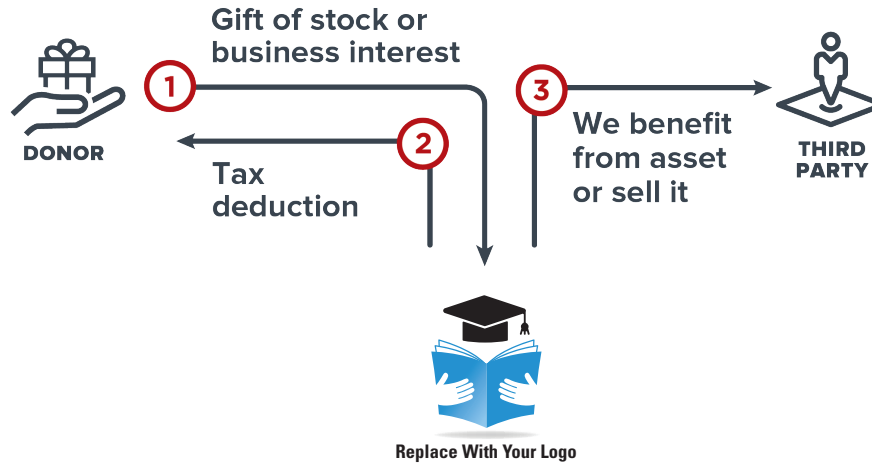 Gift of stock or
business interest
1
DONOR
2
Tax
deduction
3
We benefit
from asset
or sell it
THIRD
PARTY
Replace With Your Logo